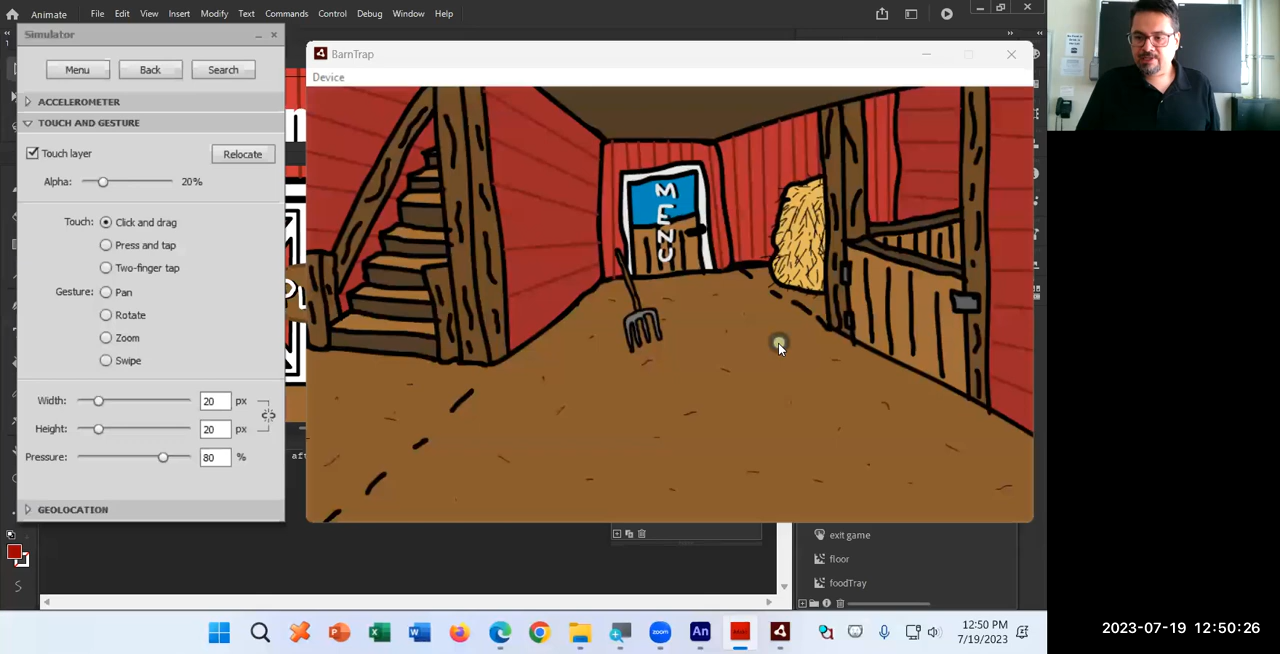 Animate
File Edit View Insert Modify Text Commands Control Debug Window Help
Simulator
Menu Back Search
ACCELEROMETER
TOUCH AND GESTURE
Touch layer Relocate
Alpha: 20%
Touch: Click and drag
Press and tap
Two-finger tap
Gesture: Pan
Rotate
Zoom
Swipe
Width: 20 px
Height: 20 px
Pressure: 80 %
GEOLOCATION
BarnTrap
Device
MENU
exit game
floor
foodTray
12:50 PM
7/19/2023
2023-07-19 12:50:26